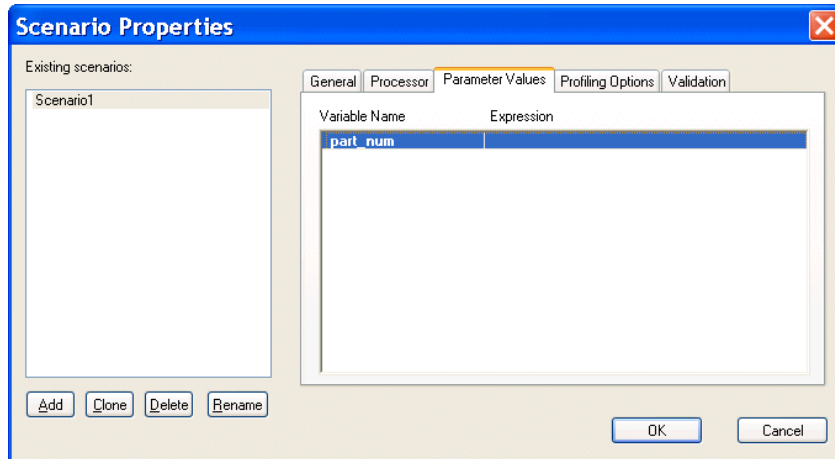 Scenario Properties
Existing scenarios:
Scenario1
Add Clone Delete Rename
General Processor Parameter Values Profiling Options Validation
Variable Name Expression
part_num
OK Cancel